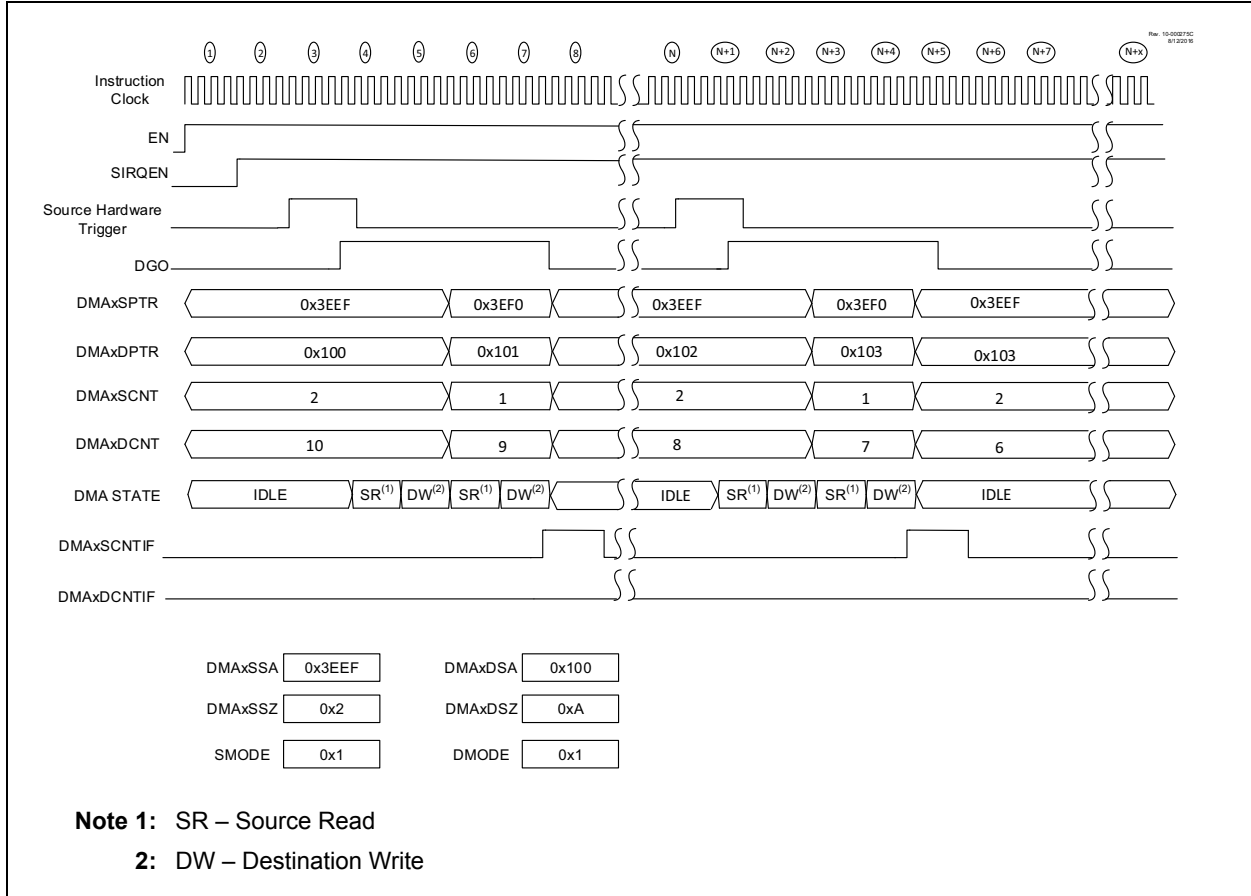 Rev. 10-000275C
8/12/2016
1 2 3 4 5 6 7 8 N N+1 N+2 N+3 N+4 N+5 N+6 N+7 N+x
Instruction
Clock
EN
SIRQEN
Source Hardware
Trigger
DGO
DMAxSPTR 0x3EEF 0x3EF0 0x3EEF 0x3EF0 0x3EEF
DMAxDPTR 0x100 0x101 0x102 0x103 0x103
DMAxSCNT 2 1 2 1 2
DMAxDCNT 10 9 8 7 6
DMA STATE IDLE SR(1) DW(2) SR(1) DW(2) IDLE SR(1) DW(2) SR(1) DW(2) IDLE
DMAxSCNTIF
DMAxDCNTIF
DMAxSSA 0x3EEF DMAxDSA 0x100
DMAxSSZ 0x2 DMAxDSZ 0xA
SMODE 0x1 DMODE 0x1
Note 1: SR – Source Read
2: DW – Destination Write